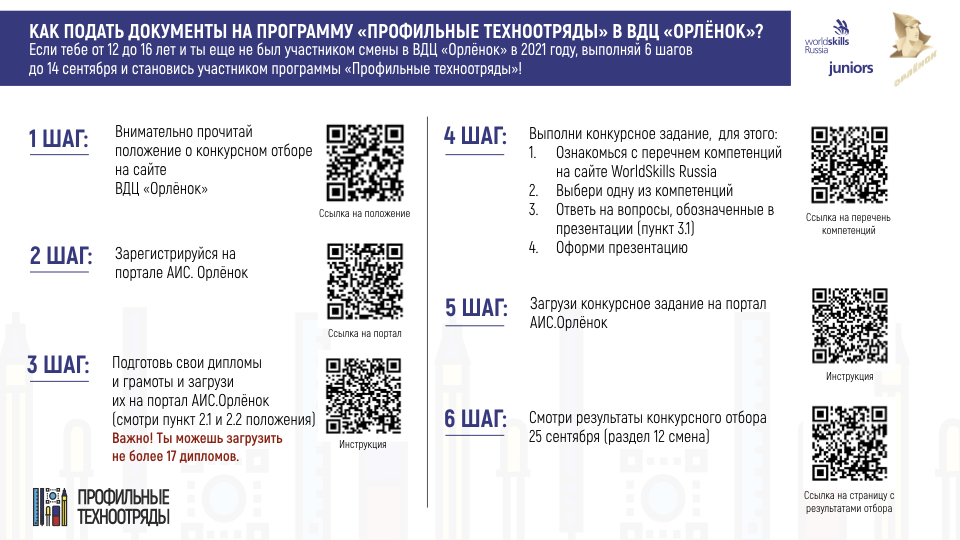 КАК ПОДАТЬ ДОКУМЕНТЫ НА ПРОГРАММУ «ПРОФИЛЬНЫЕ ТЕХНООТРЯДЫ» В ВДЦ «ОРЛЁНОК»?
Если тебе от 12 до 16 лет и ты еще не был участником смены в ВДЦ «Орлёнок» в 2021 году, выполняй 6 шагов
до 14 сентября и становись участником программы «Профильные техноотряды»!
worldskills
Russia
juniors
ОРЛЁНОК
1 ШАГ:
Внимательно прочитай
положение о конкурсном отборе
на сайте
ВДЦ «Орлёнок»
Ссылка на положение
2 ШАГ:
Зарегистрируйся на
портале АИС. Орлёнок
Ссылка на портал
3 ШАГ:
Подготовь свои дипломы
и грамоты и загрузи
их на портал АИС.Орлёнок
(смотри пункт 2.1 и 2.2 положения)
Важно! Ты можешь загрузить
не более 17 дипломов.
Инструкция
ПРОФИЛЬНЫЕ
ТЕХНООТРЯДЫ
4 ШАГ:
Выполни конкурсное задание, для этого:
1. Ознакомься с перечнем компетенций
на сайте WorldSkills Russia
2. Выбери одну из компетенций
3. Ответь на вопросы, обозначенные в
презентации (пункт 3.1)
4. Оформи презентацию
Ссылка на перечень
компетенций
5 ШАГ:
Загрузи конкурсное задание на портал
АИС.Орлёнок
Инструкция
6 ШАГ:
Смотри результаты конкурсного отбора
25 сентября (раздел 12 смена)
Ссылка на страницу с
результатами отбора